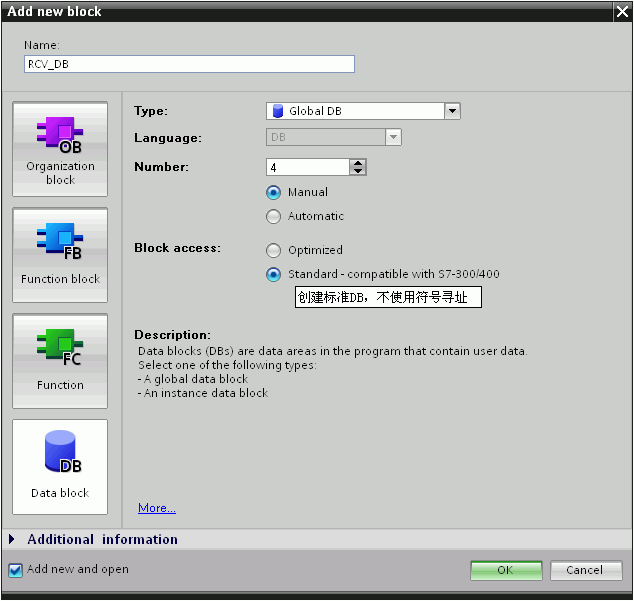 Add new block
Name:
RCV_DB
OB
Organization
block
FB
Function block
FC
Function
DB
Data block
Type:
Global DB
Language:
DB
Number:
4
Manual
Automatic
Block access:
Optimized
Standard - compatible with S7-300/400
创建标准DB，不使用符号寻址
Description:
Data blocks (DBs) are data areas in the program that contain user data.
Select one of the following types:
- A global data block
- An instance data block
More...
Additional information
Add new and open
OK
Cancel